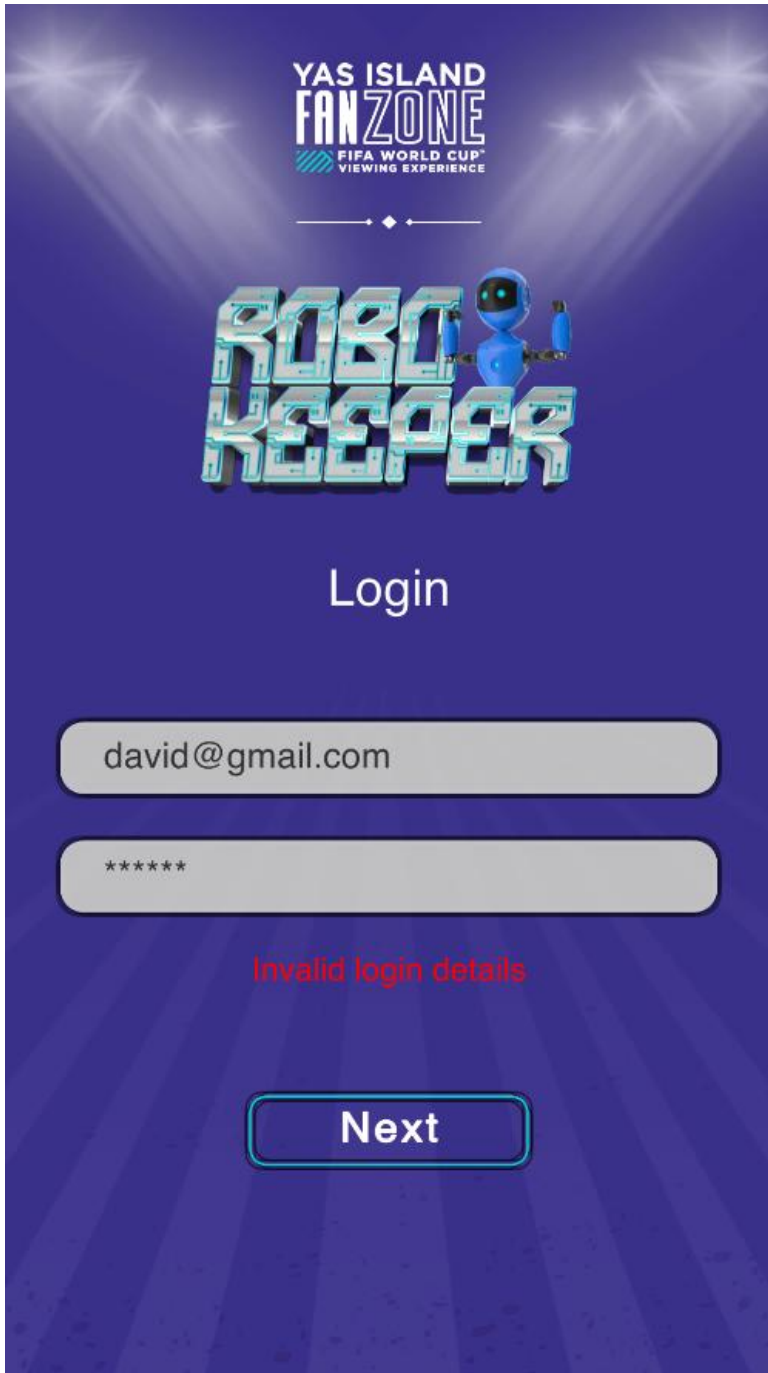 YAS ISLAND
FANZONE
FIFA WORLD CUP™
VIEWING EXPERIENCE
ROBO
KEEPER
Login
david@gmail.com
******
Invalid login details
Next